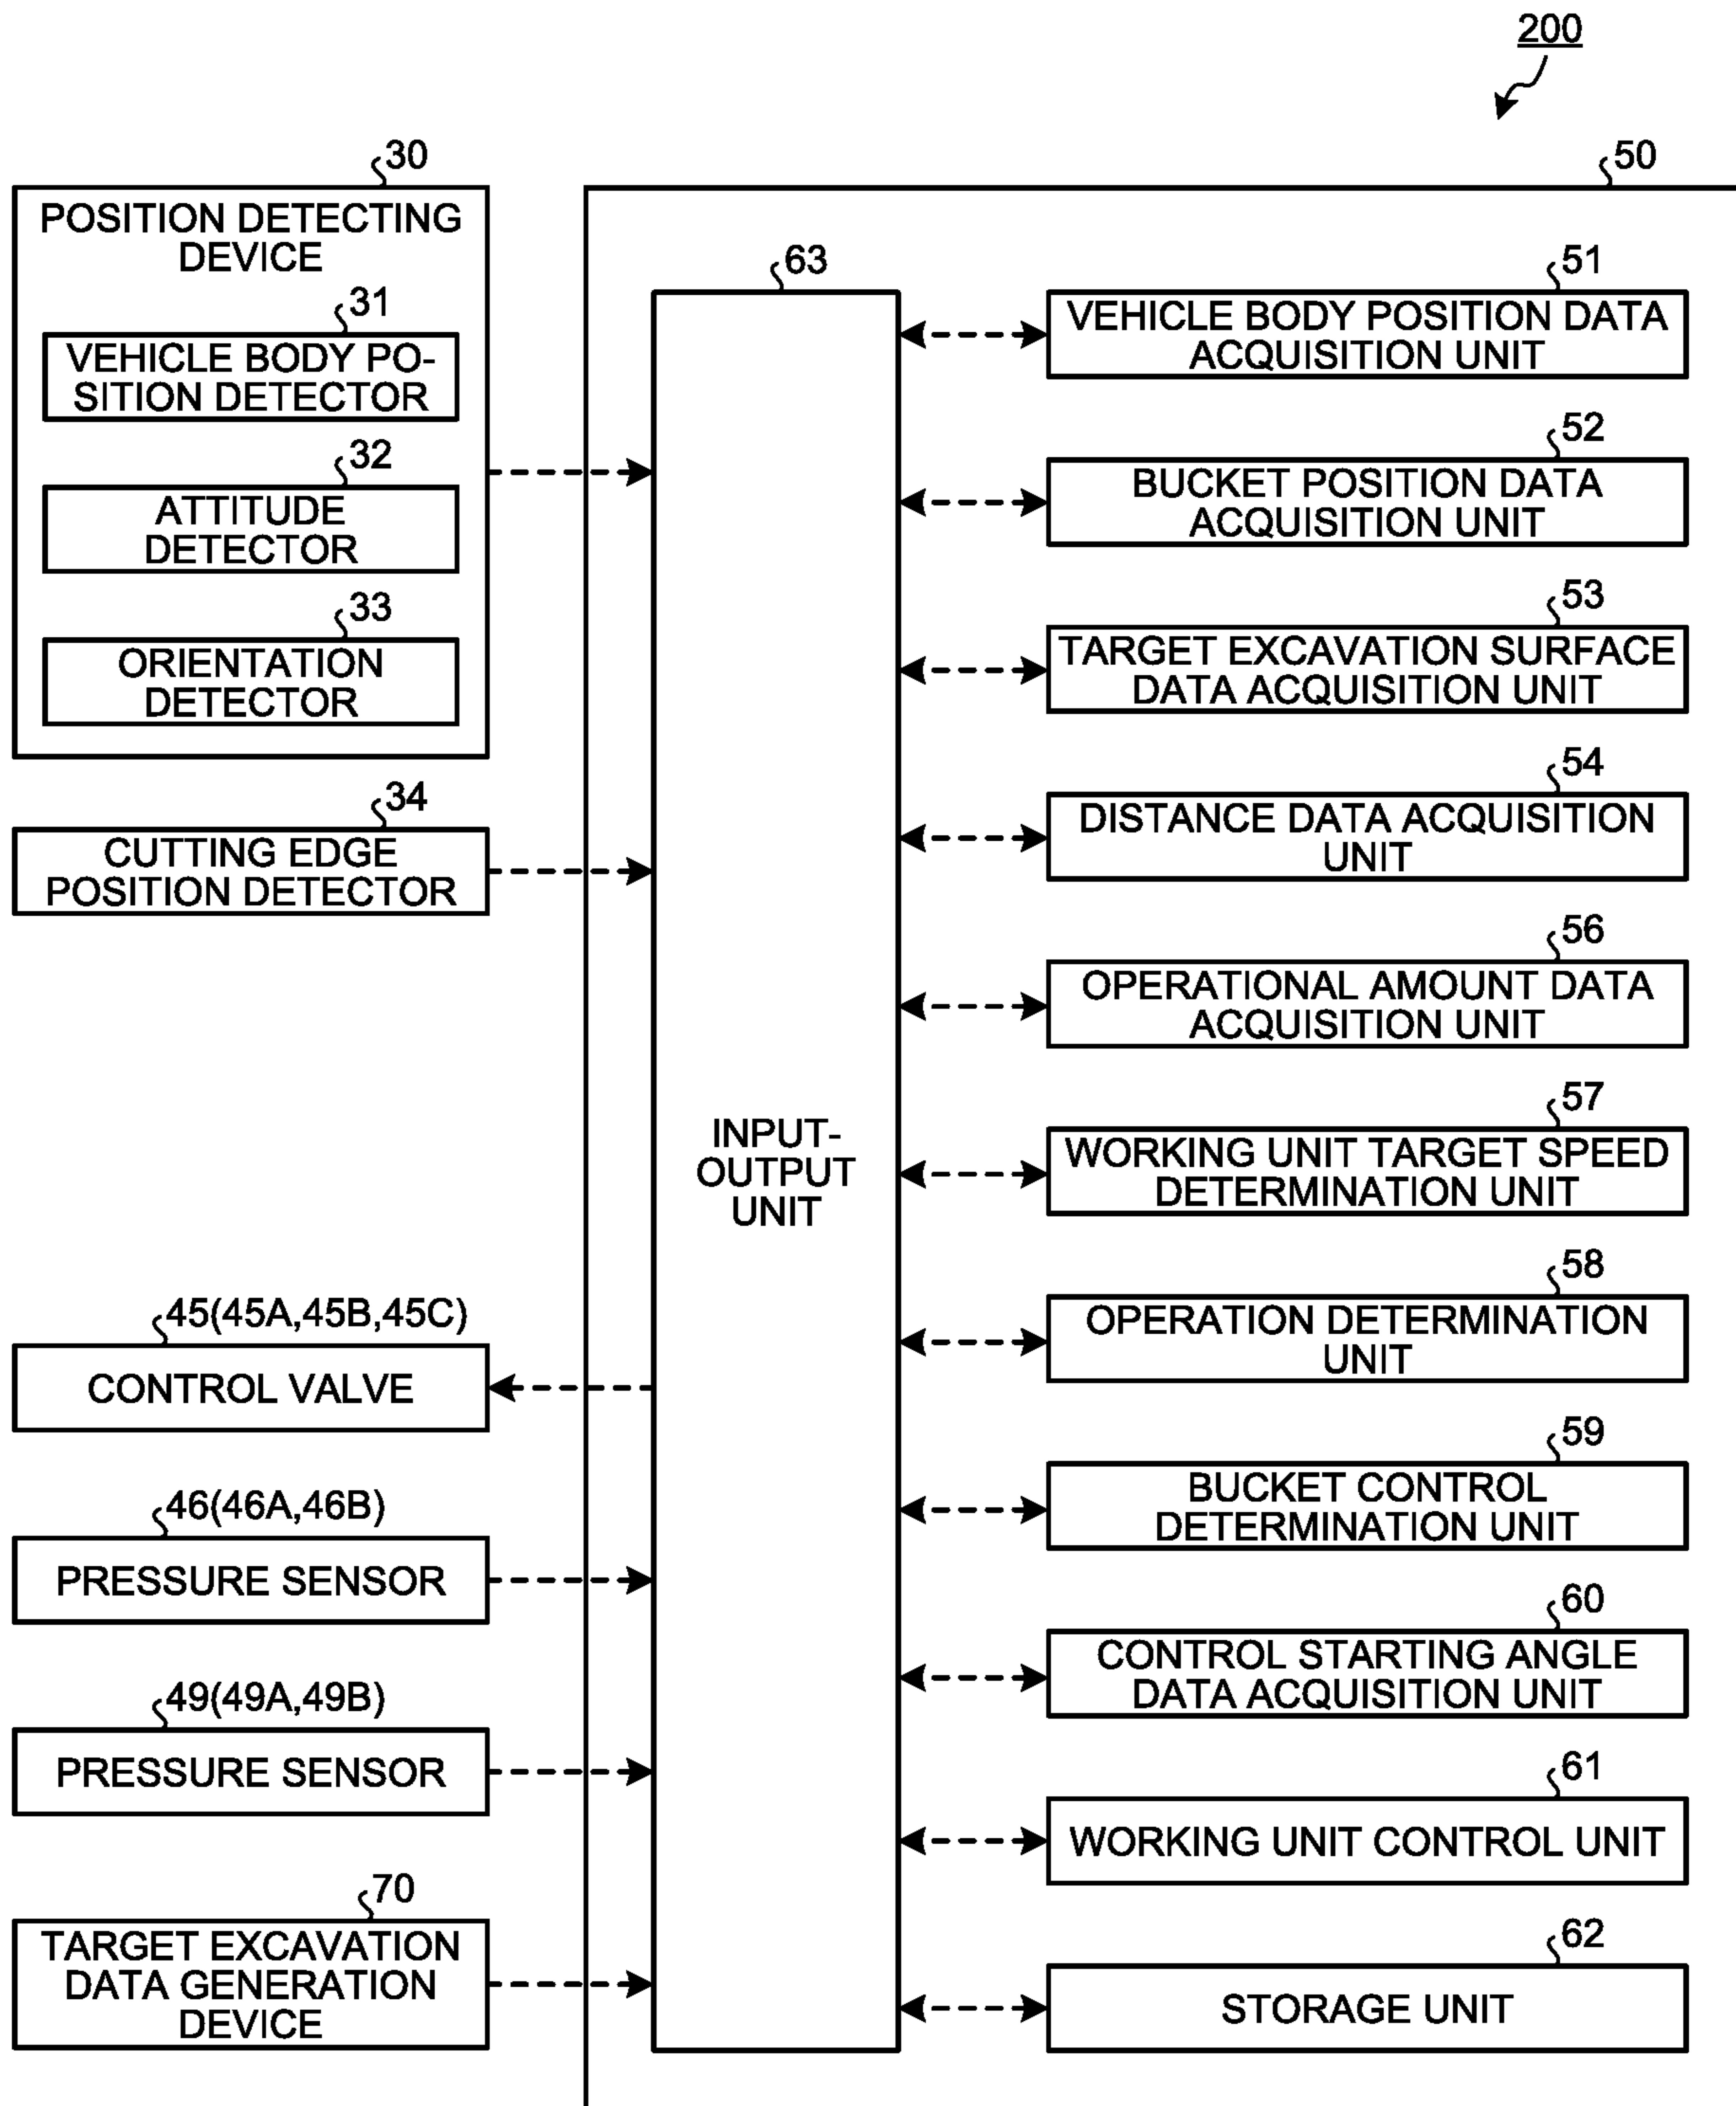 200
30
POSITION DETECTING
DEVICE
31
VEHICLE BODY PO-
SITION DETECTOR
32
ATTITUDE
DETECTOR
33
ORIENTATION
DETECTOR
34
CUTTING EDGE
POSITION DETECTOR
45(45A,45B,45C)
CONTROL VALVE
46(46A,46B)
PRESSURE SENSOR
49(49A,49B)
PRESSURE SENSOR
70
TARGET EXCAVATION
DATA GENERATION
DEVICE
50
63
INPUT-
OUTPUT
UNIT
51
VEHICLE BODY POSITION DATA
ACQUISITION UNIT
52
BUCKET POSITION DATA
ACQUISITION UNIT
53
TARGET EXCAVATION SURFACE
DATA ACQUISITION UNIT
54
DISTANCE DATA ACQUISITION
UNIT
56
OPERATIONAL AMOUNT DATA
ACQUISITION UNIT
57
WORKING UNIT TARGET SPEED
DETERMINATION UNIT
58
OPERATION DETERMINATION
UNIT
59
BUCKET CONTROL
DETERMINATION UNIT
60
CONTROL STARTING ANGLE
DATA ACQUISITION UNIT
61
WORKING UNIT CONTROL UNIT
62
STORAGE UNIT